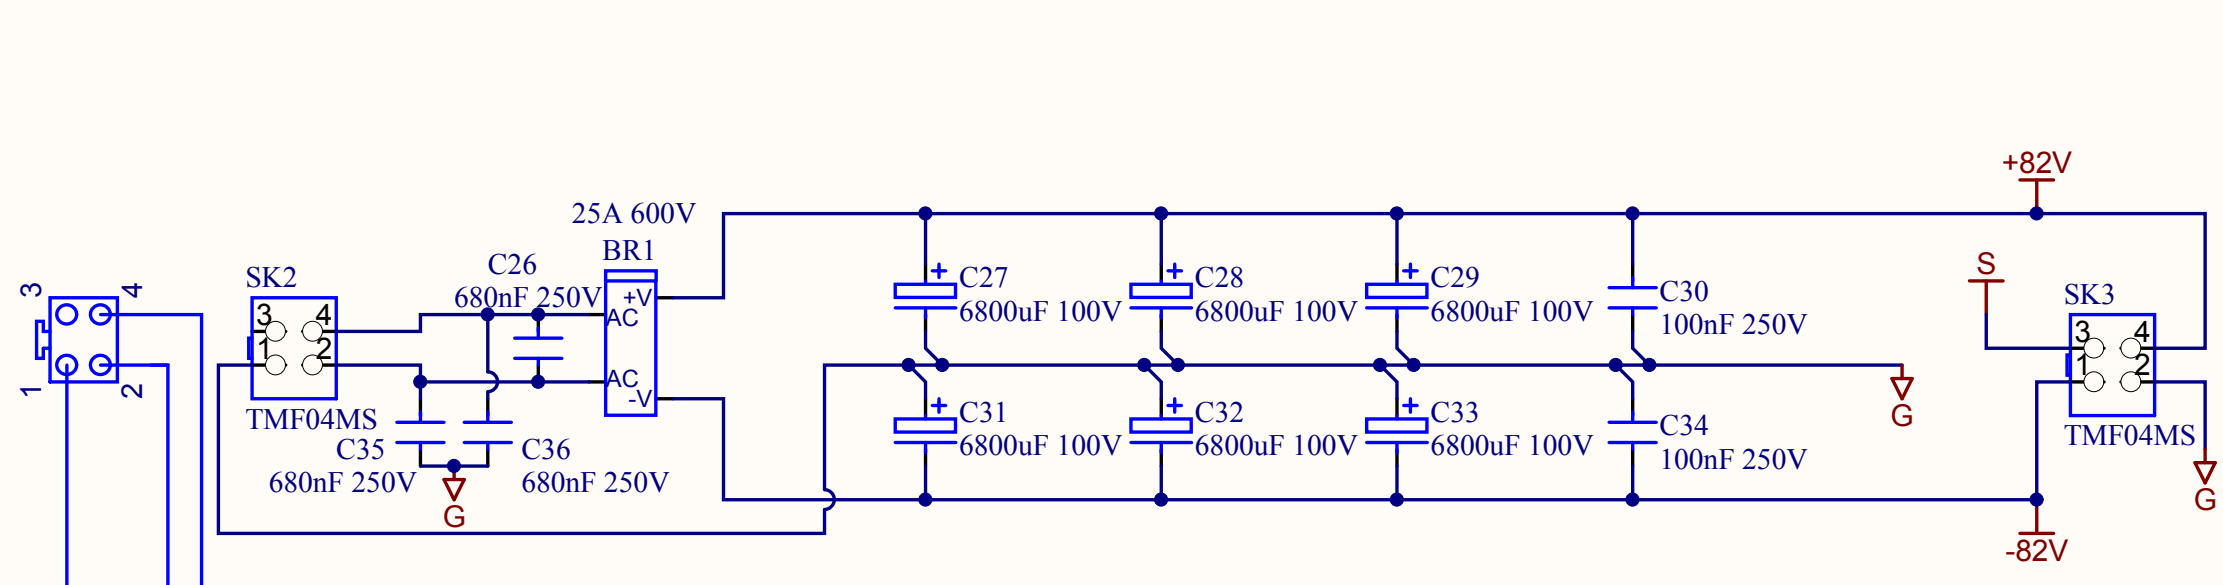 +82V
25A 600V
BR1
C26
680nF 250V
SK2
3
4
1
2
3
4
1
2
TMF04MS
+V
AC
AC
-V
C35
680nF 250V
C36
680nF 250V
G
C27
6800uF 100V
C28
6800uF 100V
C29
6800uF 100V
C30
100nF 250V
C31
6800uF 100V
C32
6800uF 100V
C33
6800uF 100V
C34
100nF 250V
G
S
SK3
3
4
1
2
TMF04MS
G
-82V